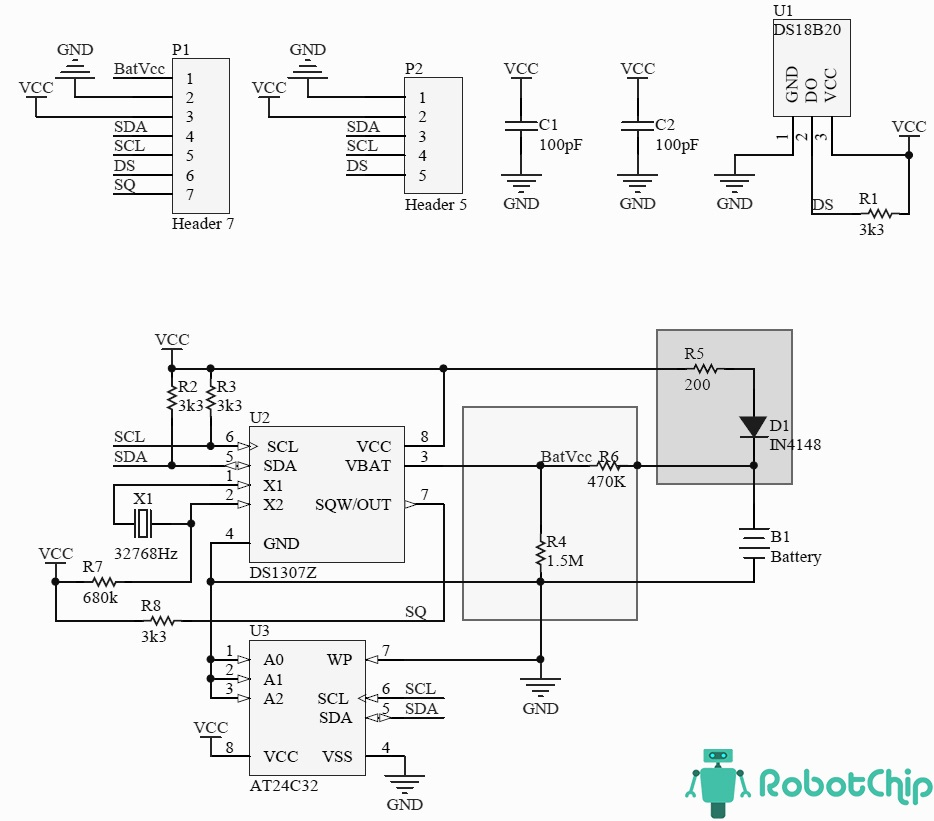 U1
DS18B20
GND
DO
VCC
1
2
3
VCC
GND
DS
R1
3k3
GND
P1
BatVcc
VCC
SDA
SCL
DS
SQ
1
2
3
4
5
6
7
Header 7
GND
P2
VCC
SDA
SCL
DS
1
2
3
4
5
Header 5
VCC
C1
100pF
GND
VCC
C2
100pF
GND
VCC
R2
3k3
R3
3k3
U2
SCL
6
SCL
VCC
8
SDA
5
SDA
VBAT
3
1
X1
2
X2
SQW/OUT
7
4
GND
DS1307Z
X1
32768Hz
VCC
R7
680k
R8
3k3
SQ
BatVcc
R6
470K
R4
1.5M
R5
200
D1
IN4148
B1
Battery
U3
1
A0
WP
7
2
A1
3
A2
SCL
6
SCL
SDA
5
SDA
VCC
8
VCC
VSS
4
AT24C32
GND
GND
RobotChip